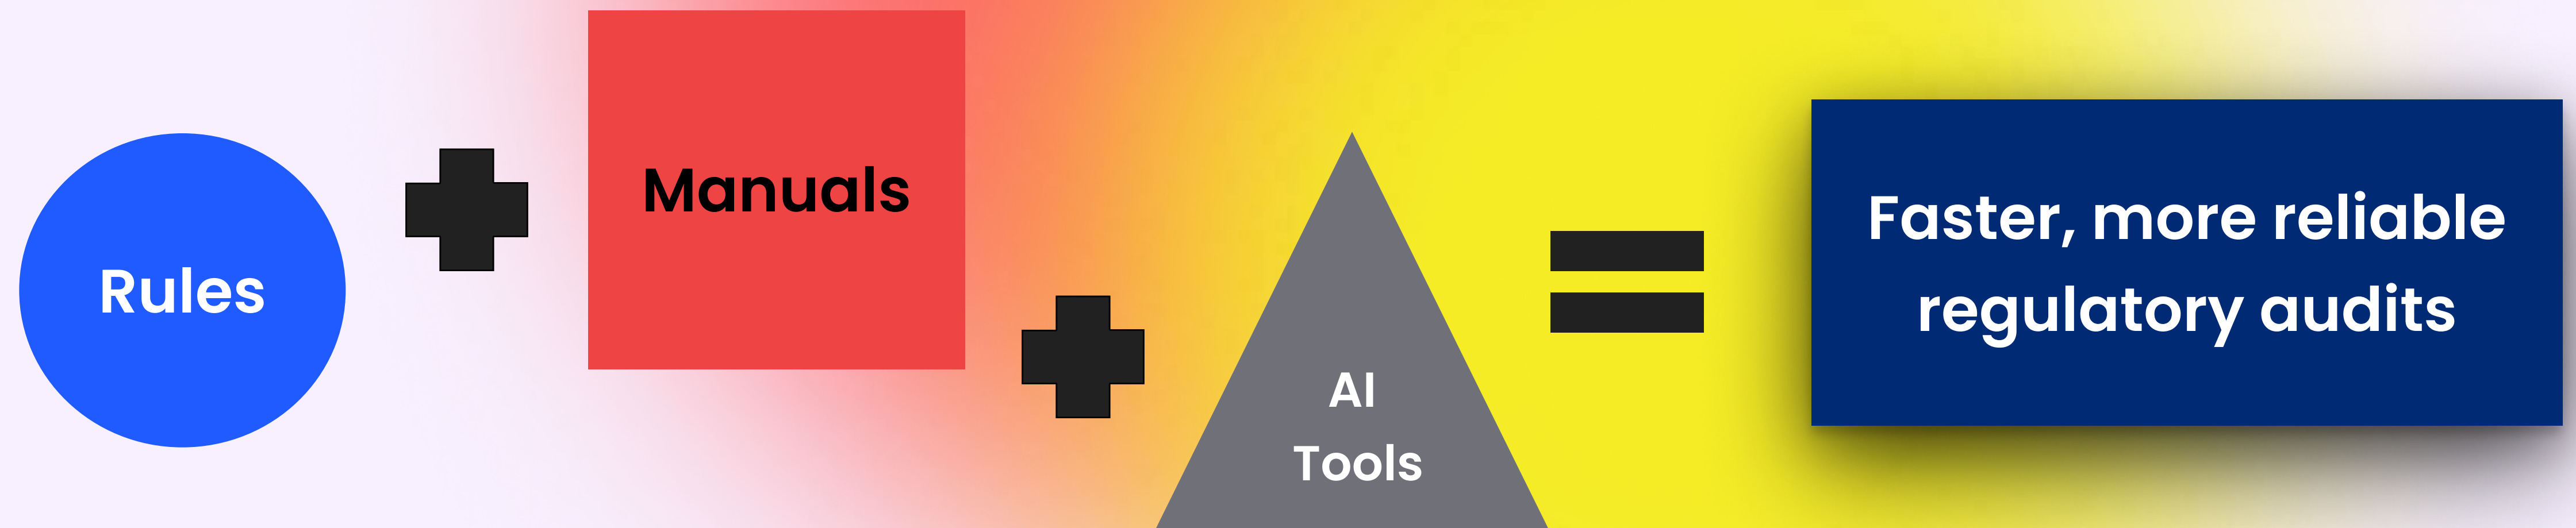 Rules
Manuals
AI
Tools
Faster, more reliable
regulatory audits